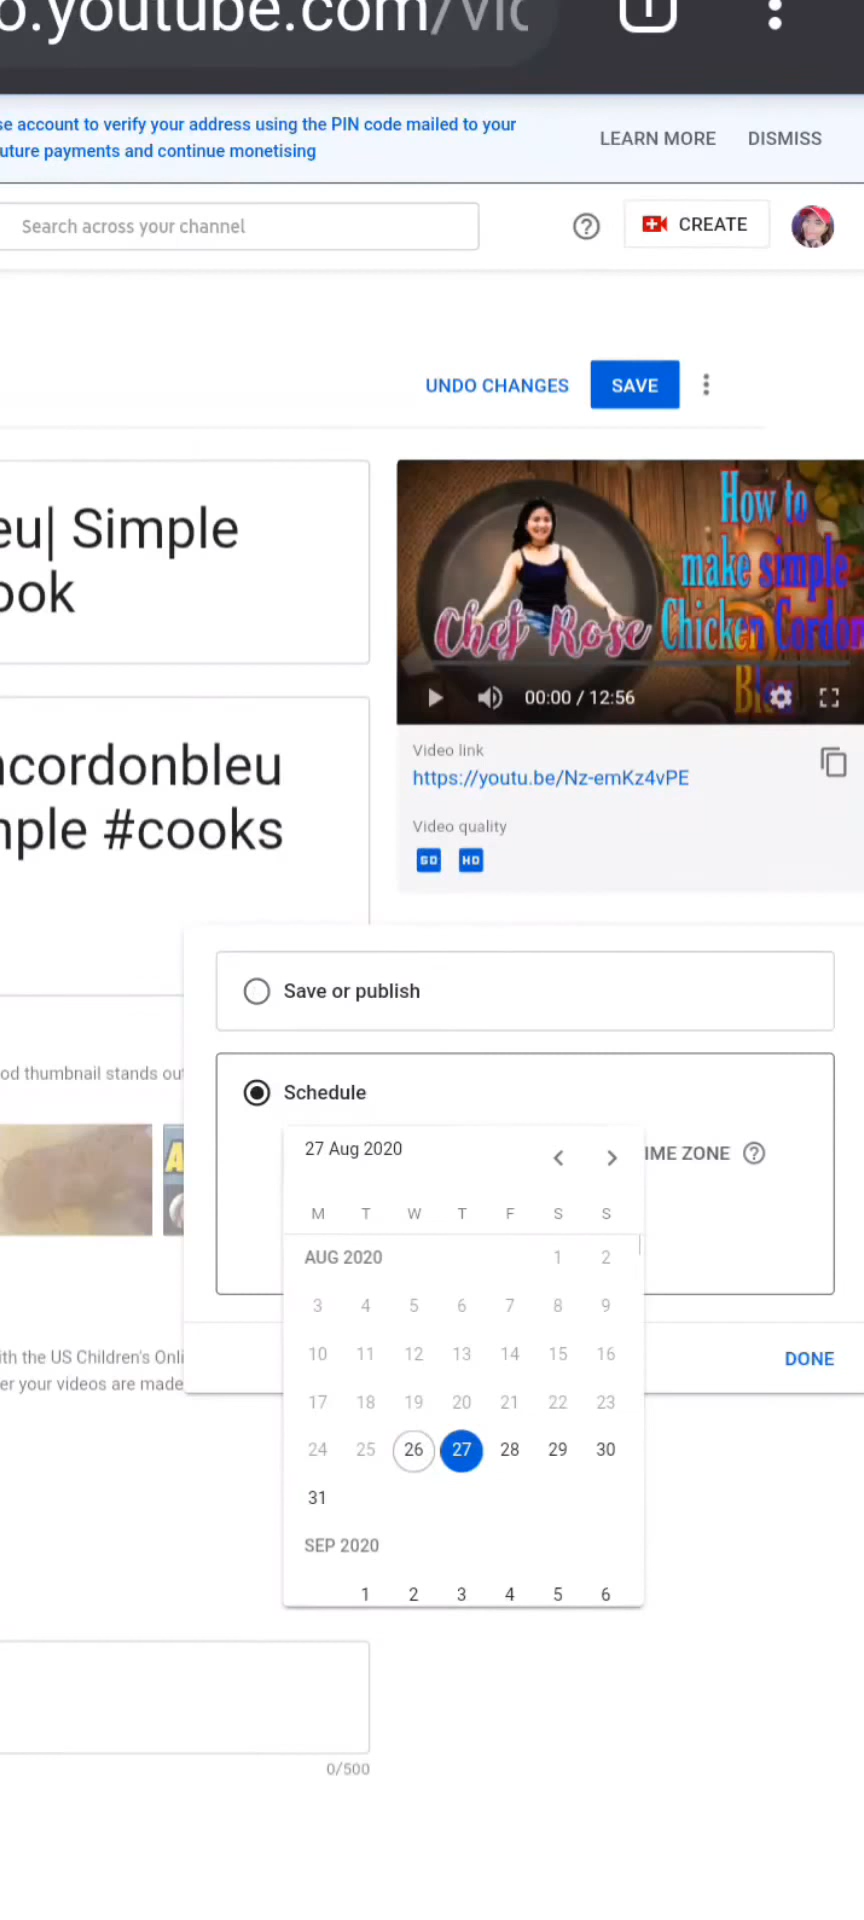 o.youtube.com/vic
se account to verify your address using the PIN code mailed to your
uture payments and continue monetising
LEARN MORE
DISMISS
Search across your channel
CREATE
UNDO CHANGES
SAVE
eu| Simple
ook
How to
make simple
Chicken Cordon
Bleu
Chef Rose
00:00 / 12:56
Video link
https://youtu.be/Nz-emKz4vPE
Video quality
SD HD
ncordonbleu
nple #cooks
Save or publish
od thumbnail stands out
Schedule
27 Aug 2020
IME ZONE
M T W T F S S
AUG 2020 1 2
3 4 5 6 7 8 9
10 11 12 13 14 15 16
17 18 19 20 21 22 23
24 25 26 27 28 29 30
31
SEP 2020
1 2 3 4 5 6
ith the US Children's Onli
er your videos are made
DONE
0/500